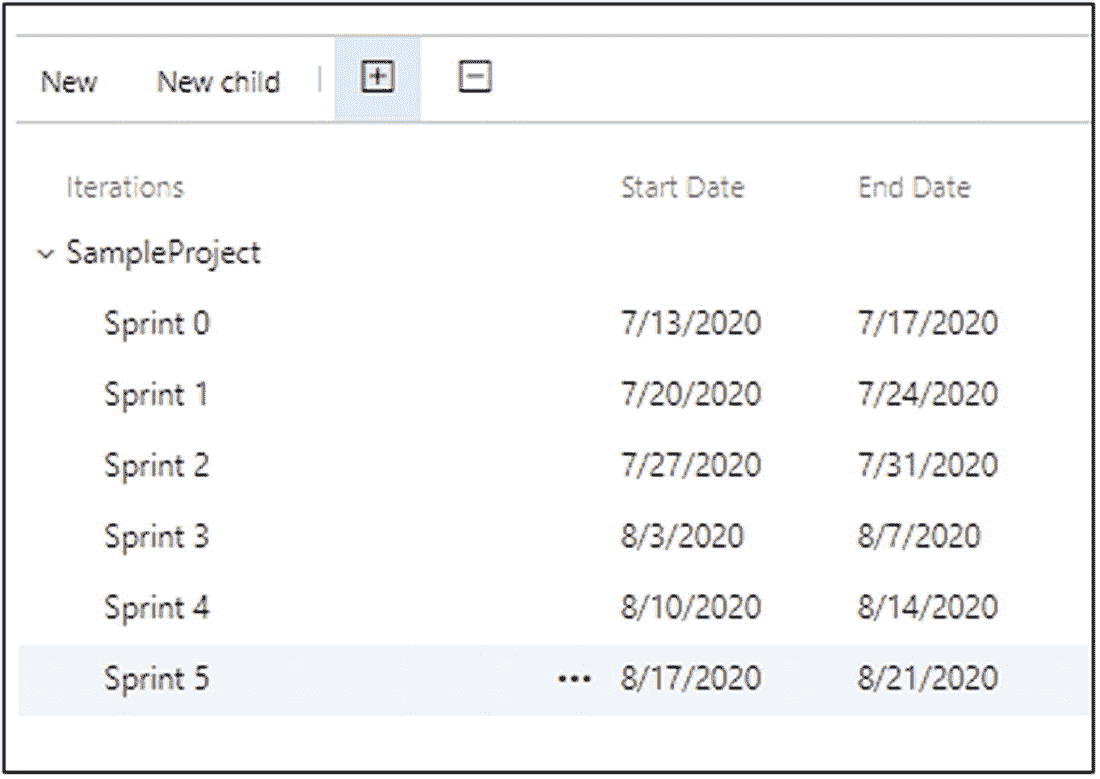 New New child
Iterations Start Date End Date
SampleProject
Sprint 0 7/13/2020 7/17/2020
Sprint 1 7/20/2020 7/24/2020
Sprint 2 7/27/2020 7/31/2020
Sprint 3 8/3/2020 8/7/2020
Sprint 4 8/10/2020 8/14/2020
Sprint 5 ••• 8/17/2020 8/21/2020